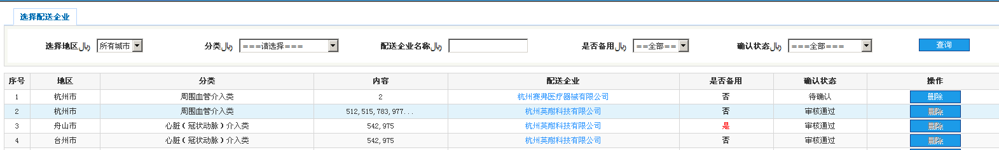 选择配送企业
选择地区﷼ 所有城市 分类﷼ ===请选择=== 配送企业名称﷼ 是否备用﷼ ==全部== 确认状态﷼ ===全部=== 查询
序号 地区 分类 内容 配送企业 是否备用 确认状态 操作
1 杭州市 周围血管介入类 2 杭州赛弗医疗器械有限公司 否 待确认 删除
2 杭州市 周围血管介入类 512,515,783,977... 杭州英耐科技有限公司 否 审核通过 删除
3 舟山市 心脏(冠状动脉)介入类 542,975 杭州英耐科技有限公司 是 审核通过 删除
4 台州市 心脏(冠状动脉)介入类 542,975 杭州英耐科技有限公司 否 审核通过 删除